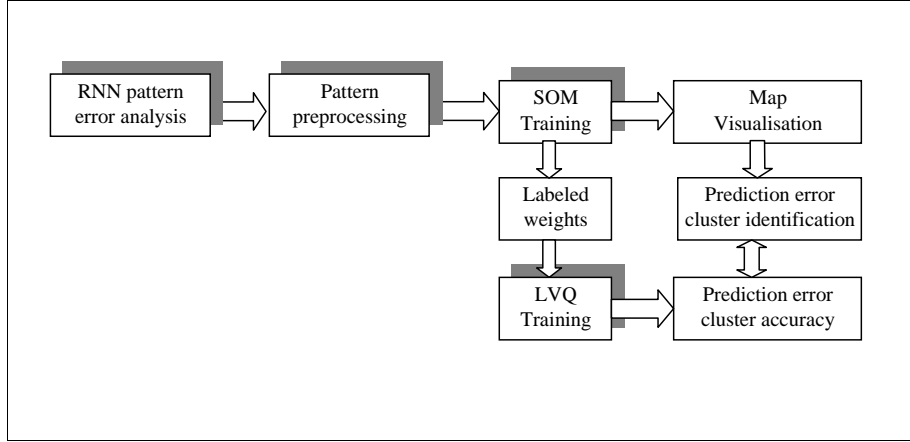 RNN pattern
error analysis
Pattern
preprocessing
SOM
Training
Map
Visualisation
Labeled
weights
Prediction error
cluster identification
LVQ
Training
Prediction error
cluster accuracy